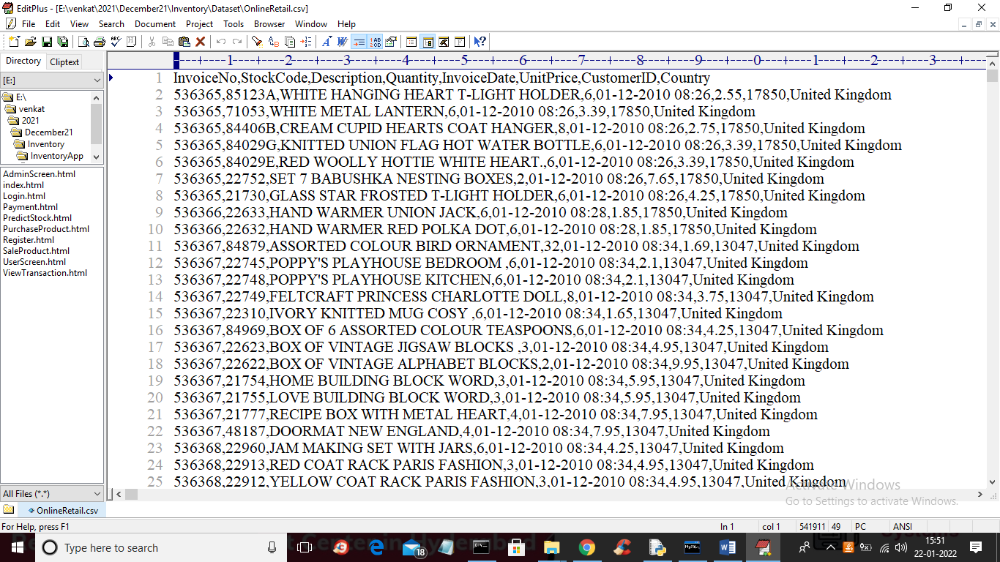 EditPlus - [E:\venkat\2021\December21\Inventory\Dataset\OnlineRetail.csv]
File Edit View Search Document Project Tools Browser Window Help
Directory Cliptext
[E:]
E:\
venkat
2021
December21
Inventory
InventoryApp
AdminScreen.html
index.html
Login.html
Payment.html
PredictStock.html
PurchaseProduct.html
Register.html
SaleProduct.html
UserScreen.html
ViewTransaction.html
All Files (*.*)
----+----1----+----2----+----3----+----4----+----5----+----6----+----7----+----8----+----9----+----0----+----1----+----2----+----3----+---
1 InvoiceNo,StockCode,Description,Quantity,InvoiceDate,UnitPrice,CustomerID,Country
2 536365,85123A,WHITE HANGING HEART T-LIGHT HOLDER,6,01-12-2010 08:26,2.55,17850,United Kingdom
3 536365,71053,WHITE METAL LANTERN,6,01-12-2010 08:26,3.39,17850,United Kingdom
4 536365,84406B,CREAM CUPID HEARTS COAT HANGER,8,01-12-2010 08:26,2.75,17850,United Kingdom
5 536365,84029G,KNITTED UNION FLAG HOT WATER BOTTLE,6,01-12-2010 08:26,3.39,17850,United Kingdom
6 536365,84029E,RED WOOLLY HOTTIE WHITE HEART.,6,01-12-2010 08:26,3.39,17850,United Kingdom
7 536365,22752,SET 7 BABUSHKA NESTING BOXES,2,01-12-2010 08:26,7.65,17850,United Kingdom
8 536365,21730,GLASS STAR FROSTED T-LIGHT HOLDER,6,01-12-2010 08:26,4.25,17850,United Kingdom
9 536366,22633,HAND WARMER UNION JACK,6,01-12-2010 08:28,1.85,17850,United Kingdom
10 536366,22632,HAND WARMER RED POLKA DOT,6,01-12-2010 08:28,1.85,17850,United Kingdom
11 536367,84879,ASSORTED COLOUR BIRD ORNAMENT,32,01-12-2010 08:34,1.69,13047,United Kingdom
12 536367,22745,POPPY'S PLAYHOUSE BEDROOM ,6,01-12-2010 08:34,2.1,13047,United Kingdom
13 536367,22748,POPPY'S PLAYHOUSE KITCHEN,6,01-12-2010 08:34,2.1,13047,United Kingdom
14 536367,22749,FELTCRAFT PRINCESS CHARLOTTE DOLL,8,01-12-2010 08:34,3.75,13047,United Kingdom
15 536367,22310,IVORY KNITTED MUG COSY ,6,01-12-2010 08:34,1.65,13047,United Kingdom
16 536367,84969,BOX OF 6 ASSORTED COLOUR TEASPOONS,6,01-12-2010 08:34,4.25,13047,United Kingdom
17 536367,22623,BOX OF VINTAGE JIGSAW BLOCKS ,3,01-12-2010 08:34,4.95,13047,United Kingdom
18 536367,22622,BOX OF VINTAGE ALPHABET BLOCKS,2,01-12-2010 08:34,9.95,13047,United Kingdom
19 536367,21754,HOME BUILDING BLOCK WORD,3,01-12-2010 08:34,5.95,13047,United Kingdom
20 536367,21755,LOVE BUILDING BLOCK WORD,3,01-12-2010 08:34,5.95,13047,United Kingdom
21 536367,21777,RECIPE BOX WITH METAL HEART,4,01-12-2010 08:34,7.95,13047,United Kingdom
22 536367,48187,DOORMAT NEW ENGLAND,4,01-12-2010 08:34,7.95,13047,United Kingdom
23 536368,22960,JAM MAKING SET WITH JARS,6,01-12-2010 08:34,4.25,13047,United Kingdom
24 536368,22913,RED COAT RACK PARIS FASHION,3,01-12-2010 08:34,4.95,13047,United Kingdom
25 536368,22912,YELLOW COAT RACK PARIS FASHION,3,01-12-2010 08:34,4.95,13047,United Kingdom
Activate Windows
Go to Settings to activate Windows.
OnlineRetail.csv
For Help, press F1 ln 1 col 1 541911 49 PC ANSI
Type here to search
18
15:51
22-01-2022